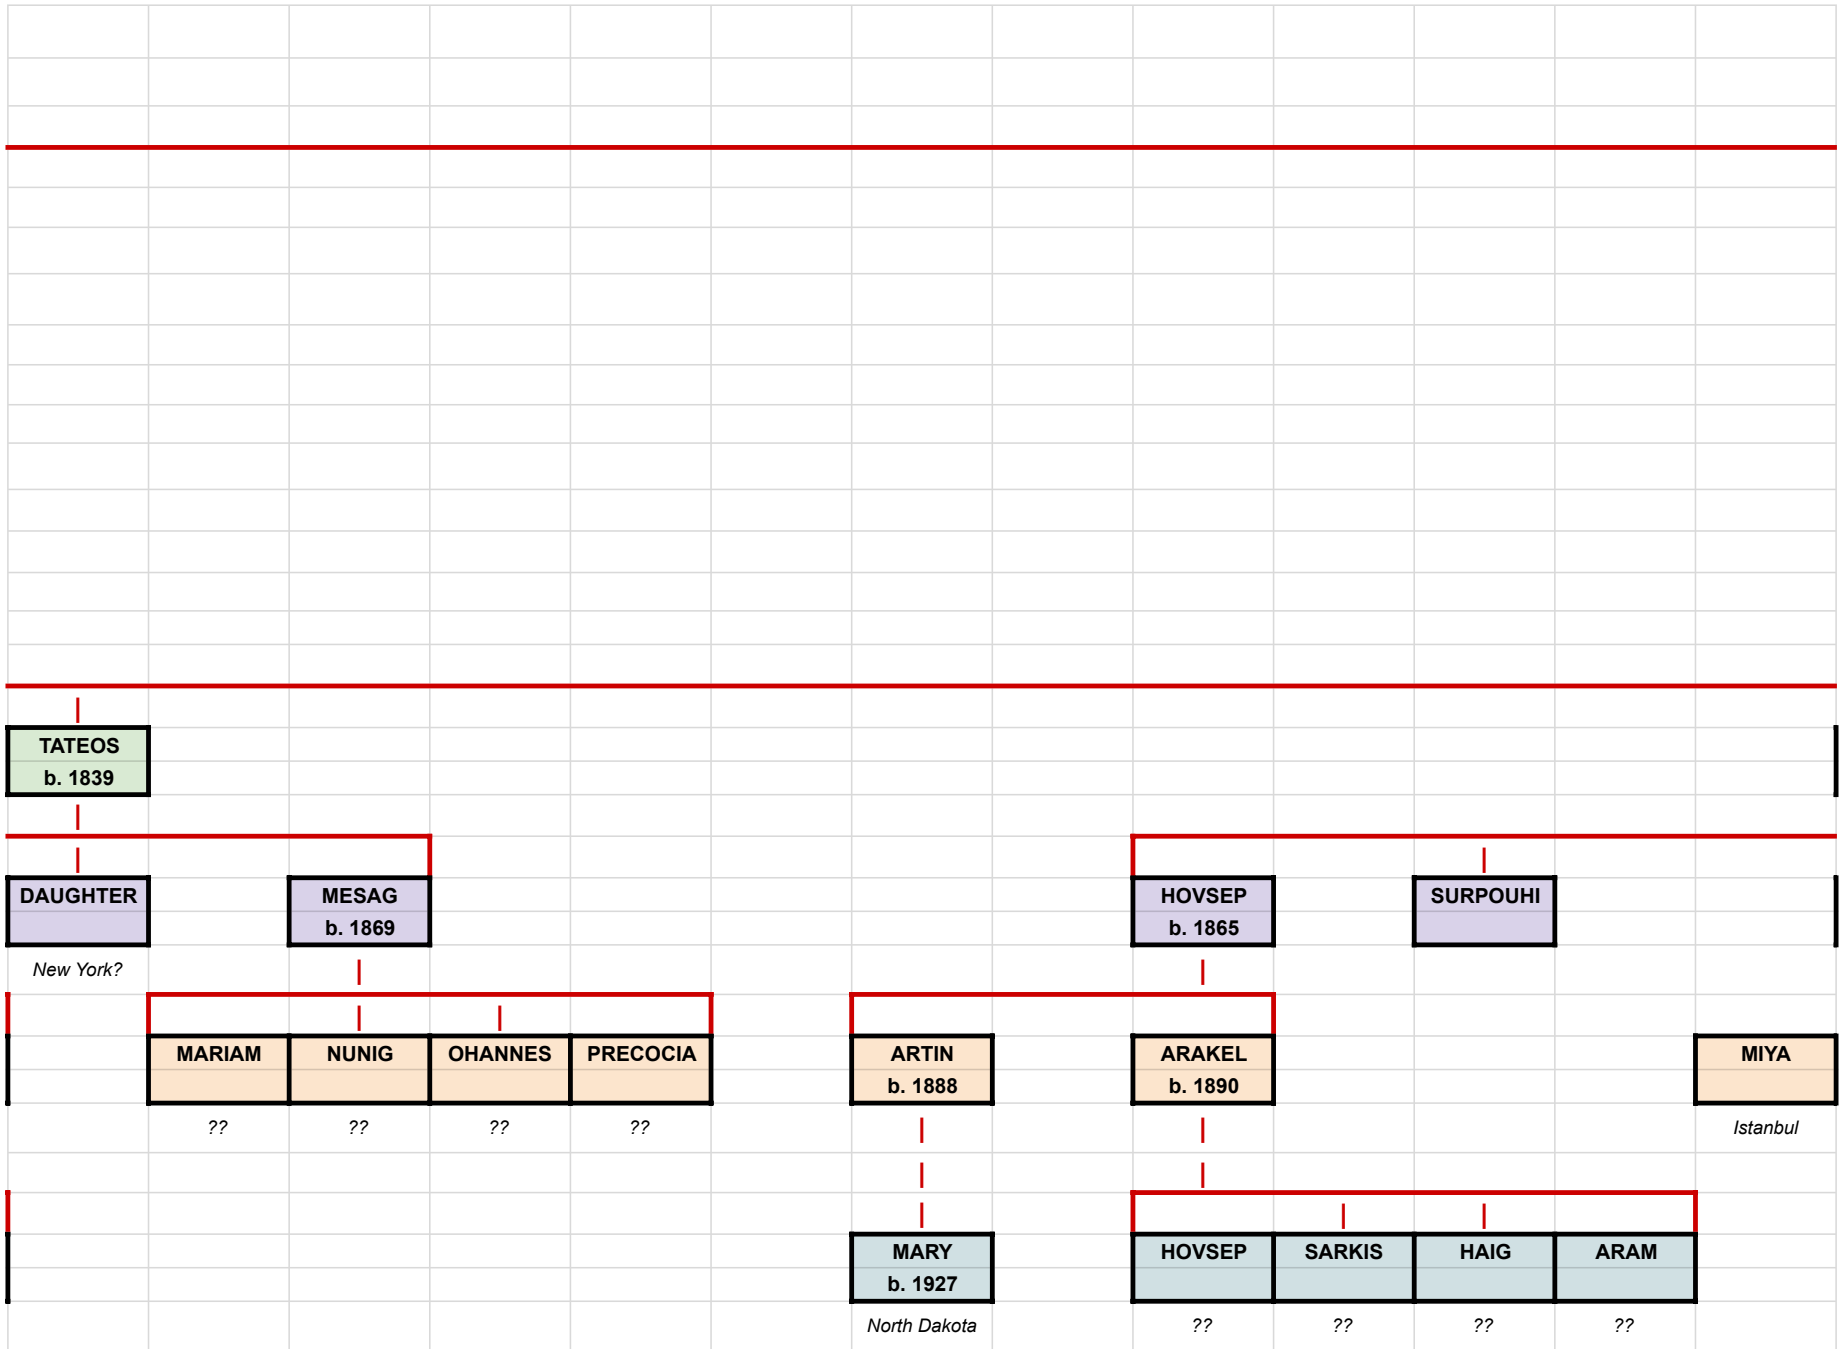 TATEOS
b. 1839
DAUGHTER
MESAG
b. 1869
HOVSEP
b. 1865
SURPOUHI
New York?
MARIAM
NUNIG
OHANNES
PRECOCIA
ARTIN
b. 1888
ARAKEL
b. 1890
MIYA
??
??
??
??
Istanbul
MARY
b. 1927
HOVSEP
SARKIS
HAIG
ARAM
North Dakota
??
??
??
??